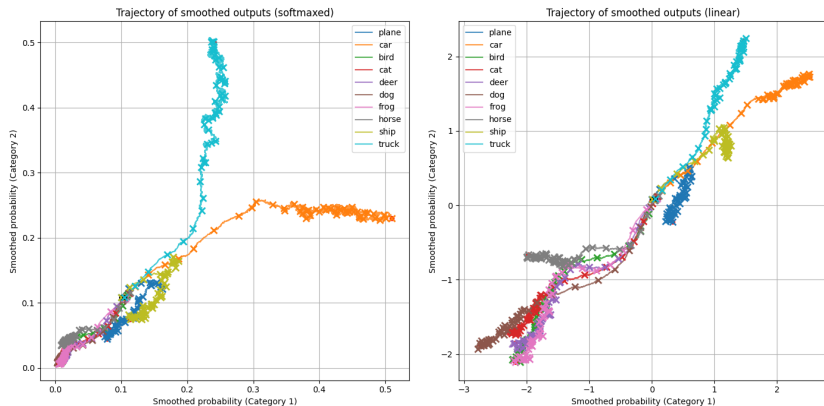 Trajectory of smoothed outputs (softmaxed)
Smoothed probability (Category 2)
0.5
0.4
0.3
0.2
0.1
0.0
plane
car
bird
cat
deer
dog
frog
horse
ship
truck
0.0 0.1 0.2 0.3 0.4 0.5
Smoothed probability (Category 1)
Trajectory of smoothed outputs (linear)
Smoothed probability (Category 2)
2
1
0
−1
−2
plane
car
bird
cat
deer
dog
frog
horse
ship
truck
−3 −2 −1 0 1 2
Smoothed probability (Category 1)